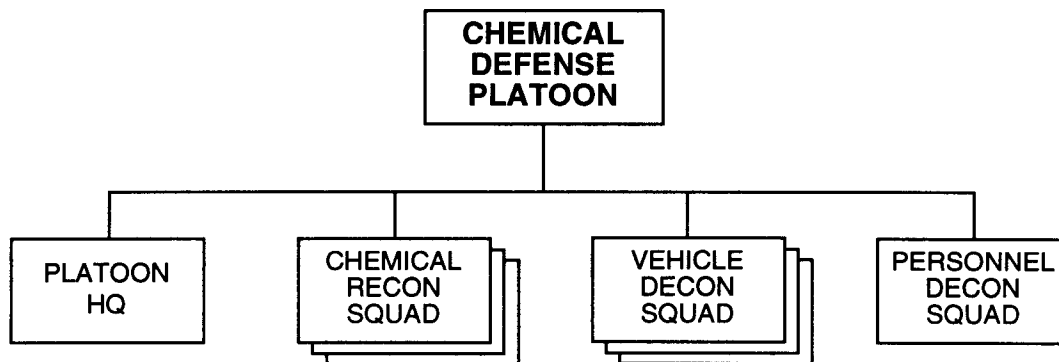 CHEMICAL
DEFENSE
PLATOON
PLATOON
HQ
CHEMICAL
RECON
SQUAD
VEHICLE
DECON
SQUAD
PERSONNEL
DECON
SQUAD